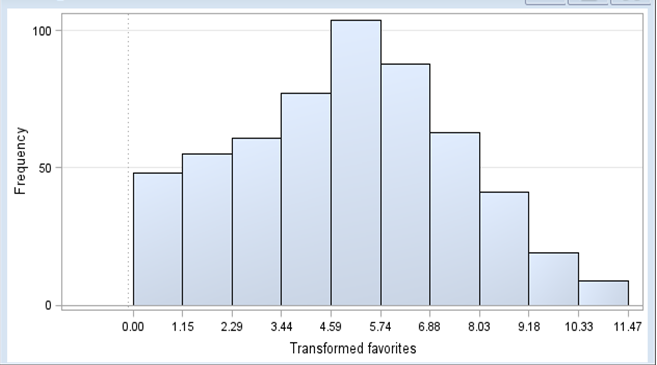 100
50
0
Frequency
0.00 1.15 2.29 3.44 4.59 5.74 6.88 8.03 9.18 10.33 11.47
Transformed favorites